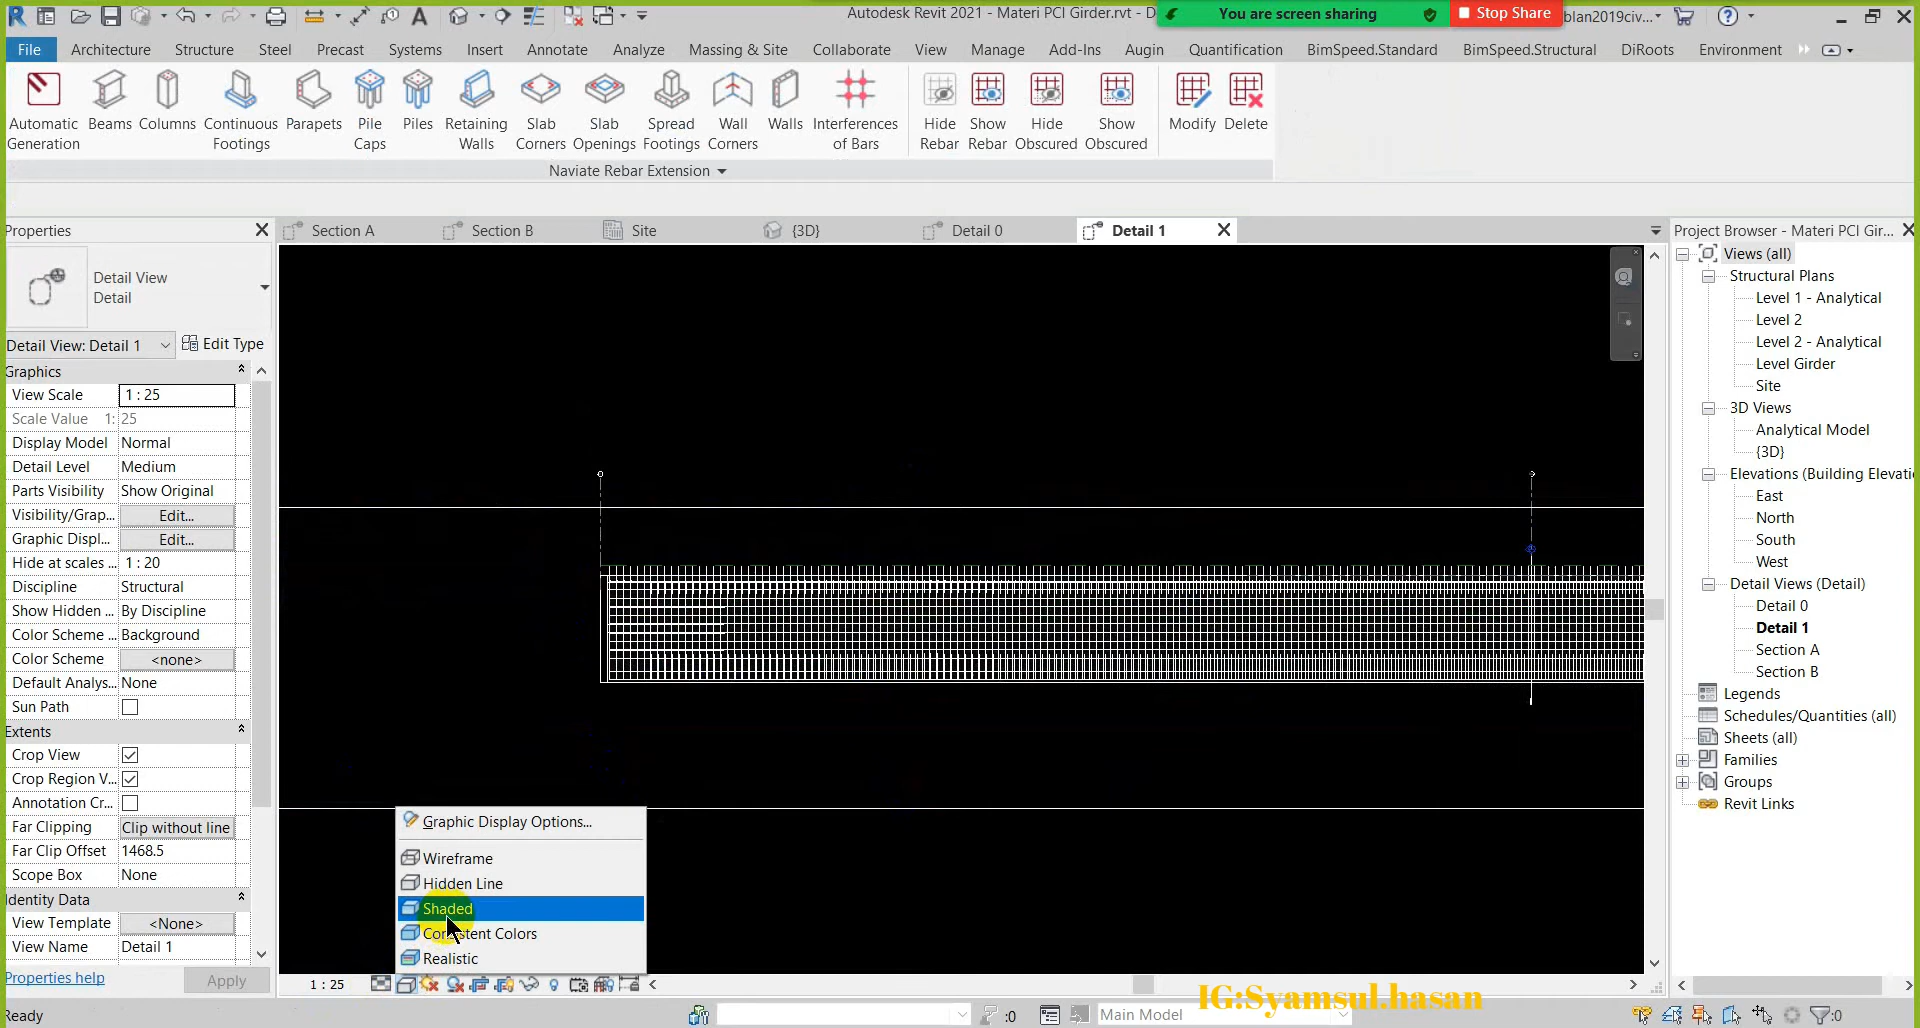 Autodesk Revit 2021 - Materi PCI Girder.rvt - D
You are screen sharing
Stop Share
blan2019civ...
File Architecture Structure Steel Precast Systems Insert Annotate Analyze Massing & Site Collaborate View Manage Add-Ins Augin Quantification BimSpeed.Standard BimSpeed.Structural DiRoots Environment
Automatic Generation
Beams
Columns
Continuous Footings
Parapets
Pile Caps
Piles
Retaining Walls
Slab Corners
Slab Openings
Spread Footings
Wall Corners
Walls
Interferences of Bars
Hide Rebar
Show Rebar
Hide Obscured
Show Obscured
Modify
Delete
Naviate Rebar Extension
Properties
Section A
Section B
Site
{3D}
Detail 0
Detail 1
Project Browser - Materi PCI Gir...
Detail View
Detail
Detail View: Detail 1
Edit Type
Graphics
View Scale 1 : 25
Scale Value 1: 25
Display Model Normal
Detail Level Medium
Parts Visibility Show Original
Visibility/Grap... Edit...
Graphic Displ... Edit...
Hide at scales ... 1 : 20
Discipline Structural
Show Hidden ... By Discipline
Color Scheme ... Background
Color Scheme <none>
Default Analys... None
Sun Path
Extents
Crop View
Crop Region V...
Annotation Cr...
Far Clipping Clip without line
Far Clip Offset 1468.5
Scope Box None
Identity Data
View Template <None>
View Name Detail 1
Properties help
Apply
Graphic Display Options...
Wireframe
Hidden Line
Shaded
Consistent Colors
Realistic
1 : 25
Views (all)
Structural Plans
Level 1 - Analytical
Level 2
Level 2 - Analytical
Level Girder
Site
3D Views
Analytical Model
{3D}
Elevations (Building Elevati
East
North
South
West
Detail Views (Detail)
Detail 0
Detail 1
Section A
Section B
Legends
Schedules/Quantities (all)
Sheets (all)
Families
Groups
Revit Links
IG:Syamsul.hasan
Ready
:0
Main Model
:0